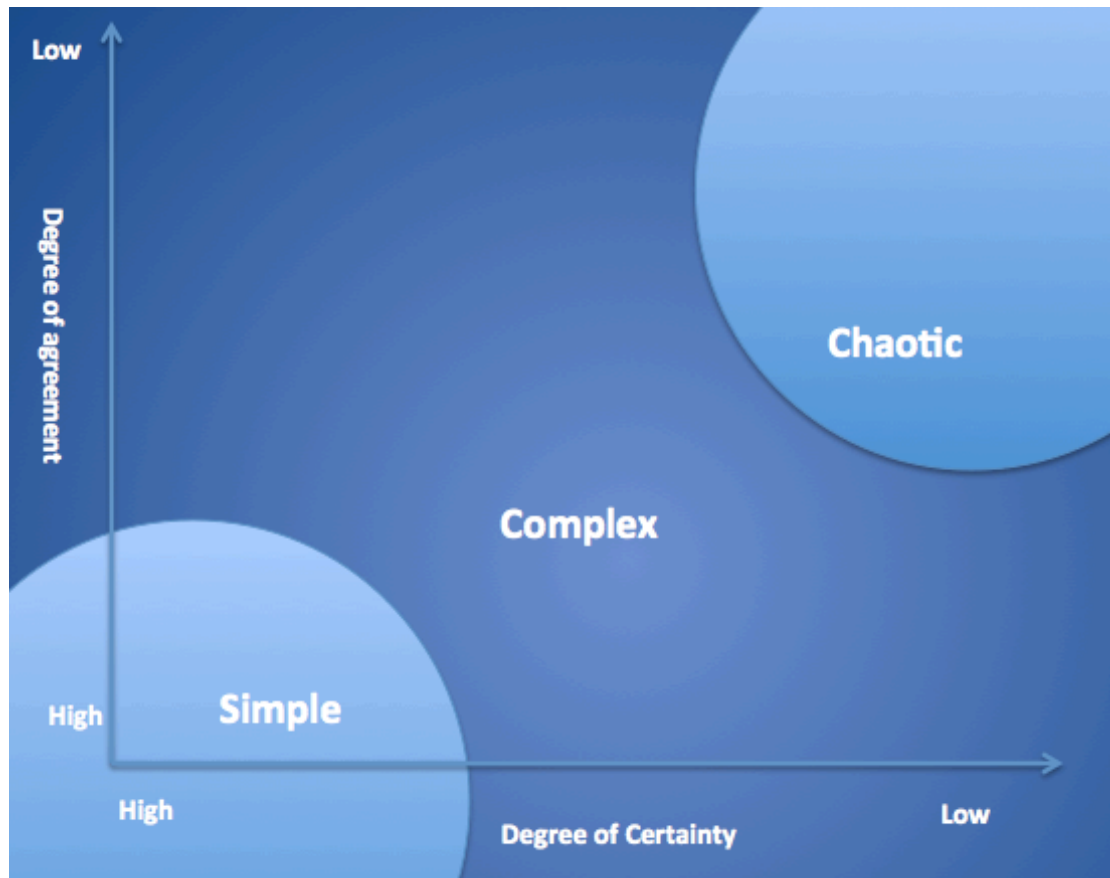 Low
Degree of agreement
Chaotic
Complex
Simple
High
High
Low
Degree of Certainty